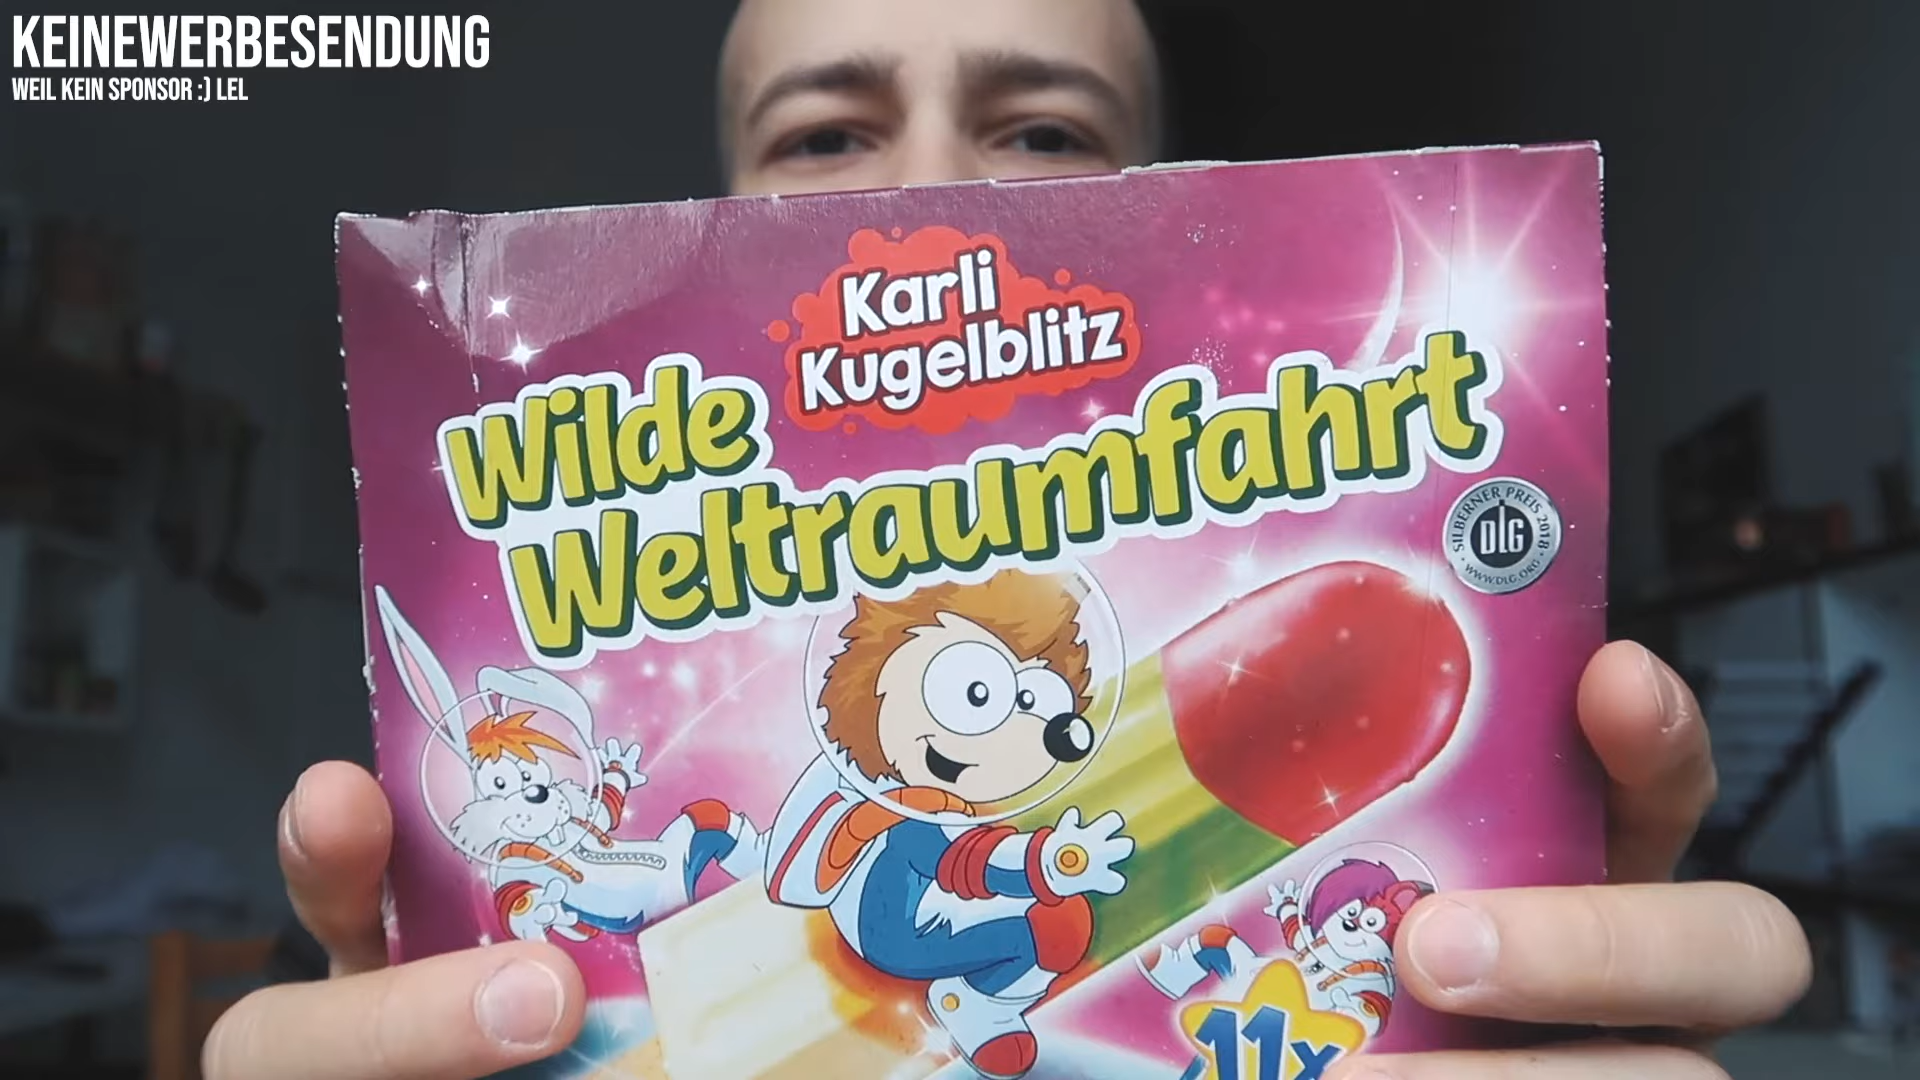 KEINEWERBESENDUNG
WEIL KEIN SPONSOR :) LEL
Karli
Kugelblitz
Wilde
Weltraumfahrt
SILBERNER PREIS 2018
DLG
WWW.DLG.ORG
11x